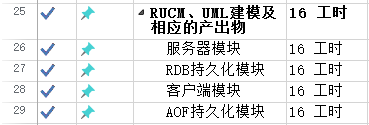 25 RUCM、UML建模及 16 工时
相应的产出物
26 服务器模块 16 工时
27 RDB持久化模块 16 工时
28 客户端模块 16 工时
29 AOF持久化模块 16 工时